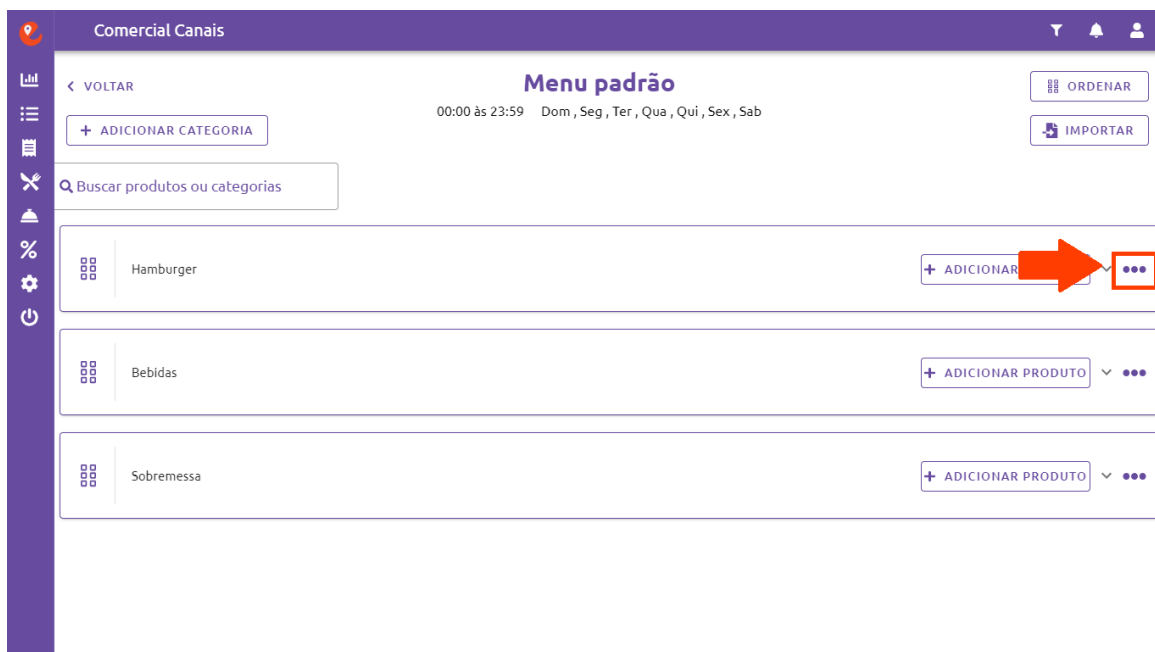 Comercial Canais
VOLTAR
Menu padrão
ORDENAR
00:00 às 23:59 Dom , Seg , Ter , Qua , Qui , Sex , Sab
+ ADICIONAR CATEGORIA
IMPORTAR
Buscar produtos ou categorias
Hamburger
+ ADICIONAR
Bebidas
+ ADICIONAR PRODUTO
Sobremessa
+ ADICIONAR PRODUTO